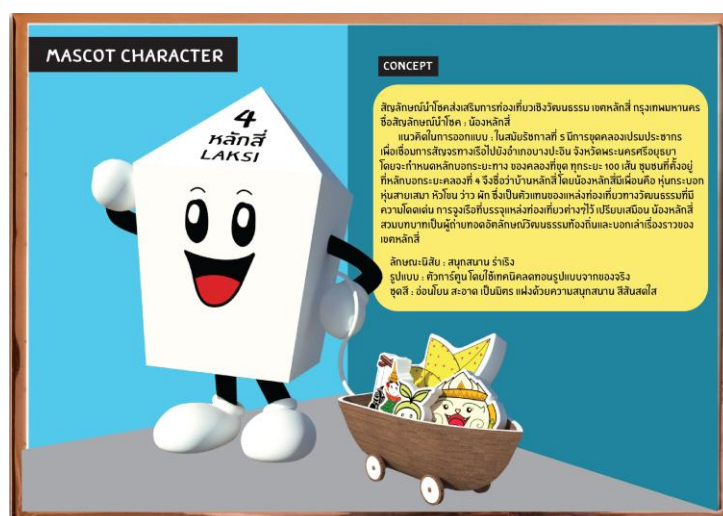 MASCOT CHARACTER
4
หลักสี่
LAKSI
CONCEPT
สัญลักษณ์นำโชคส่งเสริมการท่องเที่ยวเชิงวัฒนธรรม เขตหลักสี่ กรุงเทพมหานคร
ชื่อสัญลักษณ์นำโชค : น้องหลักสี่
แนวคิดในการออกแบบ : ในสมัยรัชกาลที่ 5 มีการขุดคลองเปรมประชากร
เพื่อเชื่อมการสัญจรทางเรือไปยังอำเภอบางปะอิน จังหวัดพระนครศรีอยุธยา
โดยจะกำหนดหลักบอกระยะทาง ของคลองที่ขุด ทุกระยะ 100 เส้น ชุมชนที่ตั้งอยู่
ที่หลักบอกระยะคลองที่ 4 จึงชื่อว่าบ้านหลักสี่ โดยน้องหลักสี่มีเพื่อนคือ หุ่นกระบอก
หุ่นสายเสมา หัวโขน ว่าว ผัก ซึ่งเป็นตัวแทนของแหล่งท่องเที่ยวทางวัฒนธรรมที่มี
ความโดดเด่น การจูงเรือที่บรรจุแหล่งท่องเที่ยวต่างๆไว้ เปรียบเสมือน น้องหลักสี่
สวมบทบาทเป็นผู้ถ่ายทอดอัตลักษณ์วัฒนธรรมท้องถิ่นและบอกเล่าเรื่องราวของ
เขตหลักสี่
ลักษณะนิสัย : สนุกสนาน ร่าเริง
รูปแบบ : ตัวการ์ตูน โดยใช้เทคนิคลดทอนรูปแบบจากของจริง
ชุดสี : อ่อนโยน สะอาด เป็นมิตร แฝงด้วยความสนุกสนาน สีสันสดใส